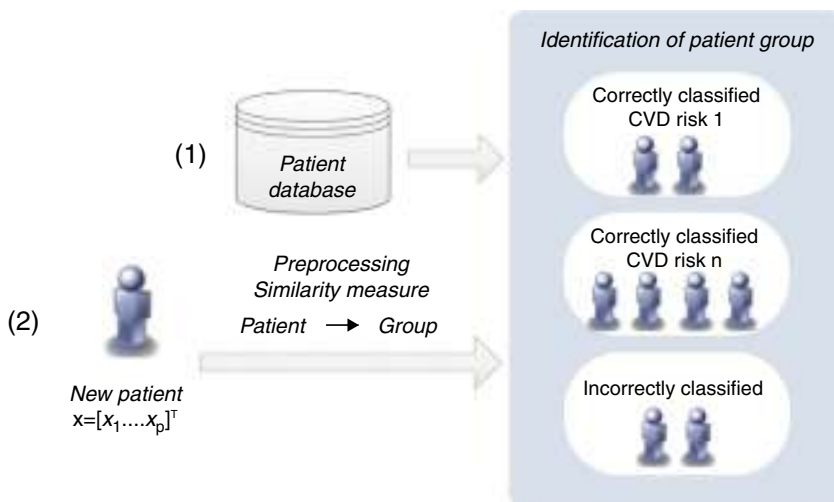 Identification of patient group
Correctly classified
CVD risk 1
(1)
Patient
database
Correctly classified
CVD risk n
Preprocessing
Similarity measure
(2)
Patient → Group
New patient
x=[x₁....xₚ]ᵀ
Incorrectly classified